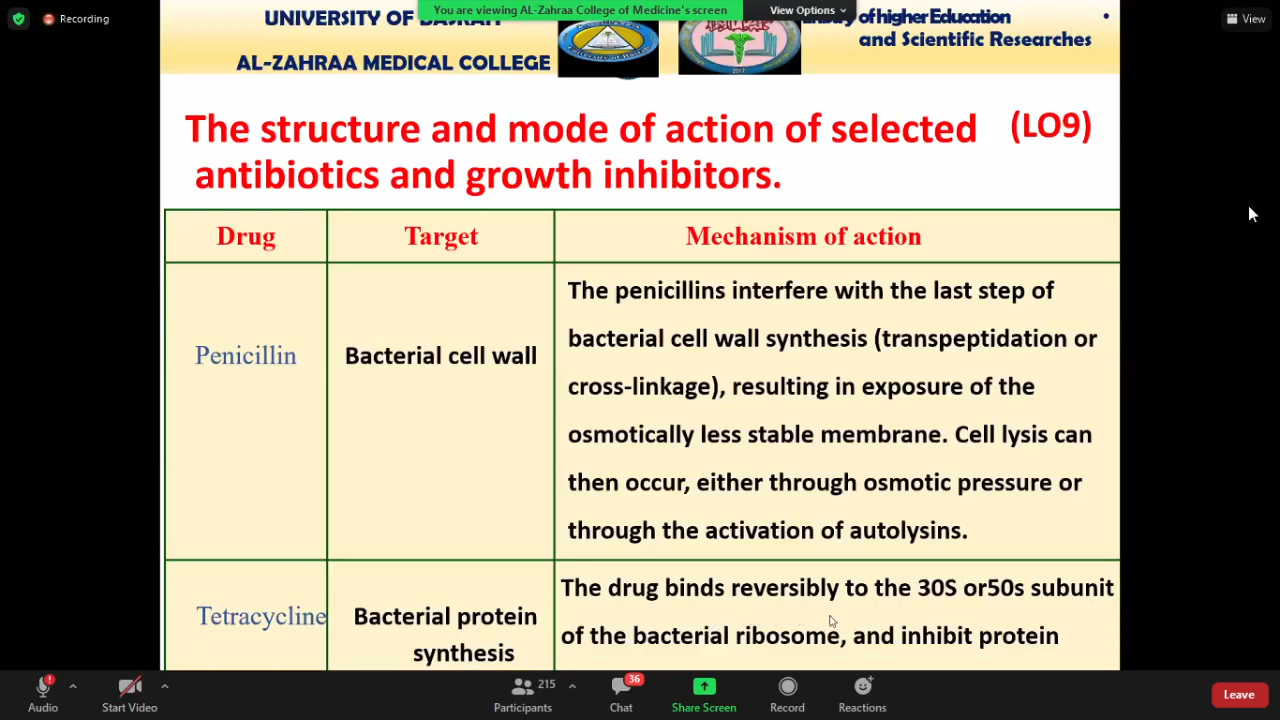 Recording
You are viewing AL-Zahraa College of Medicine's screen
View Options
View
UNIVERSITY OF BASRAH
of higher Education
AL-ZAHRAA MEDICAL COLLEGE
and Scientific Researches
The structure and mode of action of selected (LO9)
antibiotics and growth inhibitors.
Drug
Target
Mechanism of action
Penicillin
Bacterial cell wall
The penicillins interfere with the last step of
bacterial cell wall synthesis (transpeptidation or
cross-linkage), resulting in exposure of the
osmotically less stable membrane. Cell lysis can
then occur, either through osmotic pressure or
through the activation of autolysins.
Tetracycline
Bacterial protein
synthesis
The drug binds reversibly to the 30S or50s subunit
of the bacterial ribosome, and inhibit protein
Audio
Start Video
215
Participants
36
Chat
Share Screen
Record
Reactions
Leave